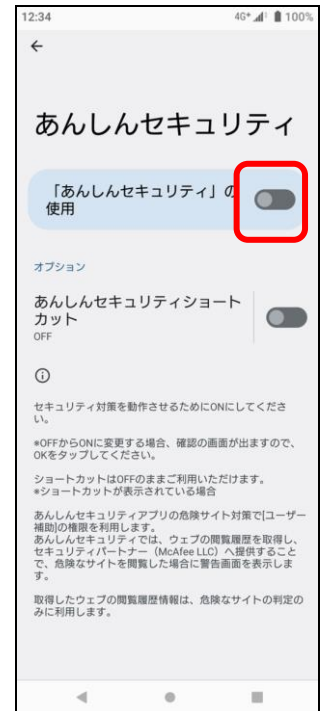 12:34 4G+ 100%
あんしんセキュリティ
「あんしんセキュリティ」の
使用
オプション
あんしんセキュリティショート
カット
OFF
セキュリティ対策を動作させるためにONにしてくださ
い。
※OFFからONに変更する場合、確認の画面が出ますので、
OKをタップしてください。
ショートカットはOFFのままご利用いただけます。
※ショートカットが表示されている場合
あんしんセキュリティアプリの危険サイト対策で[ユーザー
補助]の権限を利用します。
あんしんセキュリティでは、ウェブの閲覧履歴を取得し、
セキュリティパートナー（McAfee LLC）へ提供すること
で、危険なサイトを閲覧した場合に警告画面を表示しま
す。
取得したウェブの閲覧履歴情報は、危険なサイトの判定の
みに利用します。